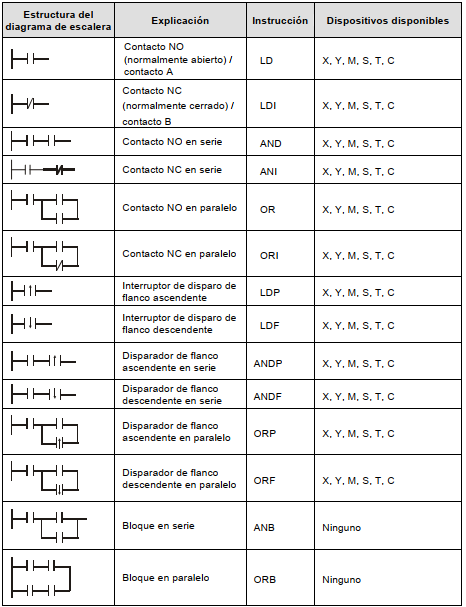 Estructura del
diagrama de escalera
Explicación
Instrucción
Dispositivos disponibles
Contacto NO
(normalmente abierto) /
contacto A
LD
X, Y, M, S, T, C
Contacto NC
(normalmente cerrado) /
contacto B
LDI
X, Y, M, S, T, C
Contacto NO en serie
AND
X, Y, M, S, T, C
Contacto NC en serie
ANI
X, Y, M, S, T, C
Contacto NO en paralelo
OR
X, Y, M, S, T, C
Contacto NC en paralelo
ORI
X, Y, M, S, T, C
Interruptor de disparo de
flanco ascendente
LDP
X, Y, M, S, T, C
Interruptor de disparo de
flanco descendente
LDF
X, Y, M, S, T, C
Disparador de flanco
ascendente en serie
ANDP
X, Y, M, S, T, C
Disparador de flanco
descendente en serie
ANDF
X, Y, M, S, T, C
Disparador de flanco
ascendente en paralelo
ORP
X, Y, M, S, T, C
Disparador de flanco
descendente en paralelo
ORF
X, Y, M, S, T, C
Bloque en serie
ANB
Ninguno
Bloque en paralelo
ORB
Ninguno